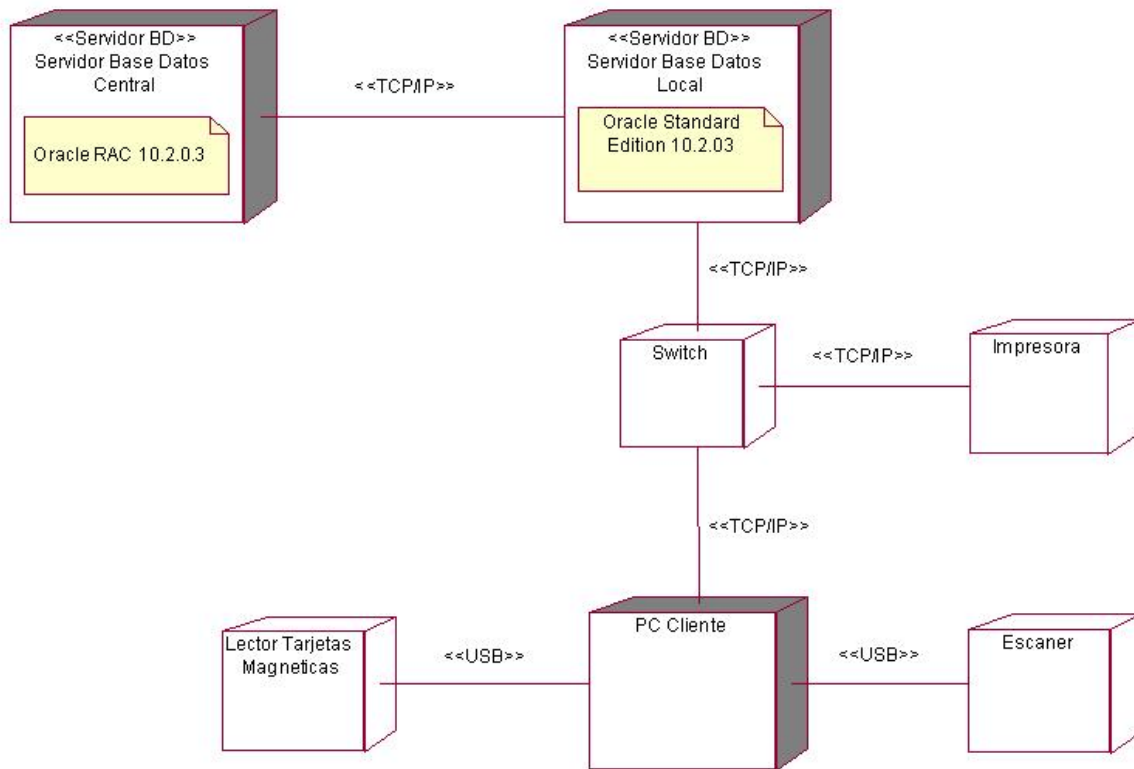 <<Servidor BD>>
Servidor Base Datos
Central
Oracle RAC 10.2.0.3
<<TCP/IP>>
<<Servidor BD>>
Servidor Base Datos
Local
Oracle Standard
Edition 10.2.03
<<TCP/IP>>
Switch
<<TCP/IP>>
Impresora
<<TCP/IP>>
Lector Tarjetas
Magneticas
<<USB>>
PC Cliente
<<USB>>
Escaner